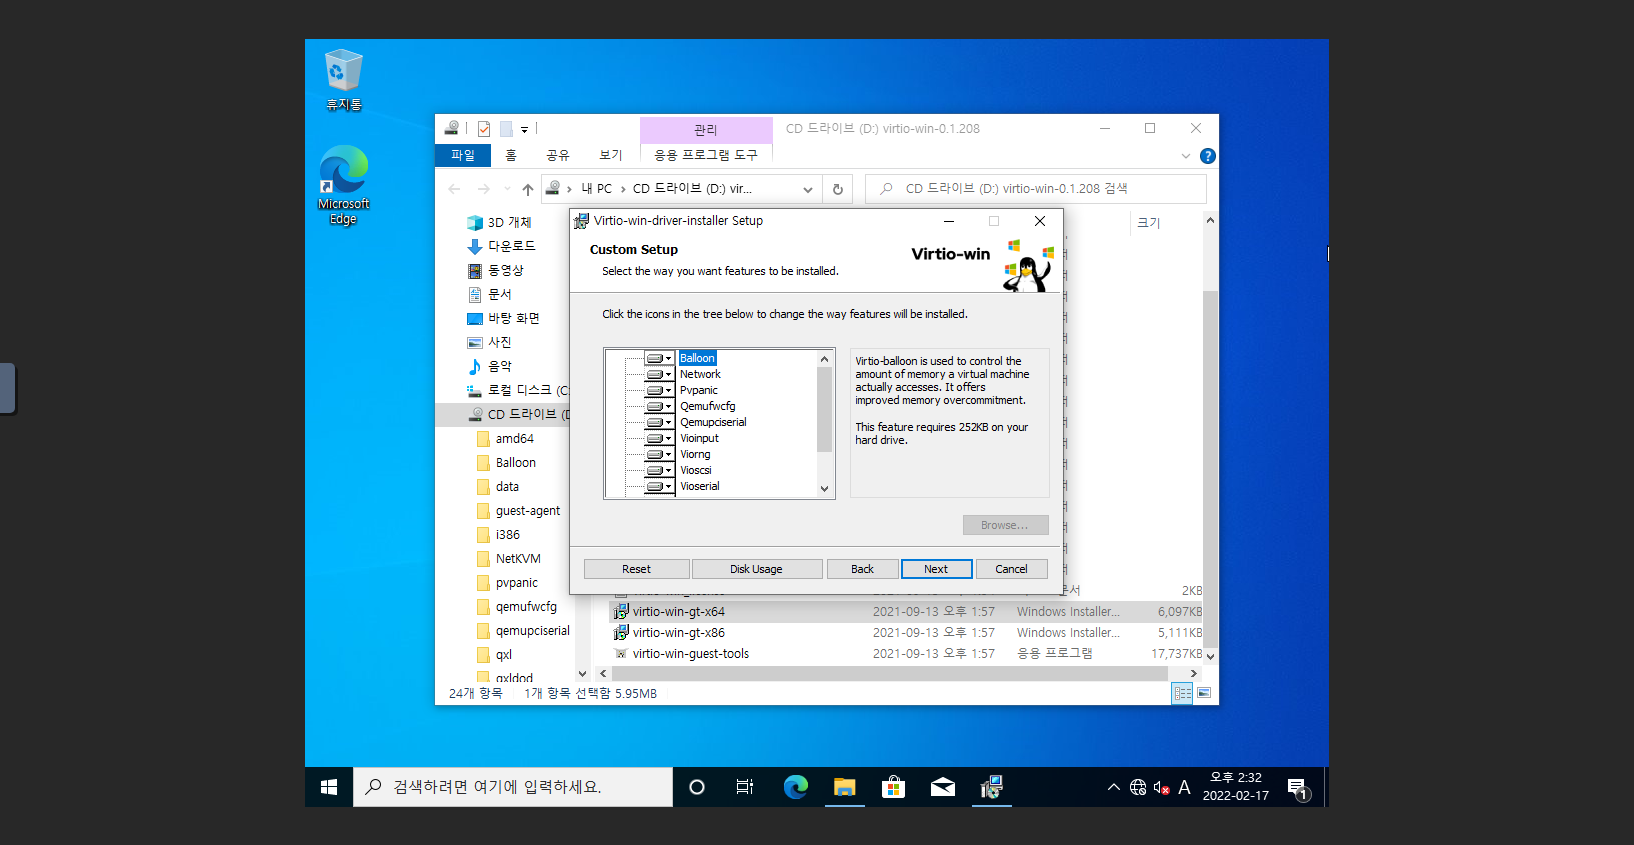 휴지통
Microsoft
Edge
관리
CD 드라이브 (D:) virtio-win-0.1.208
파일
홈
공유
보기
응용 프로그램 도구
내 PC
CD 드라이브 (D:) vir...
CD 드라이브 (D:) virtio-win-0.1.208 검색
3D 개체
다운로드
동영상
문서
바탕 화면
사진
음악
로컬 디스크 (C:
CD 드라이브 (D
amd64
Balloon
data
guest-agent
i386
NetKVM
pvpanic
qemufwcfg
qemupciserial
qxl
qxldod
크기
Virtio-win-driver-installer Setup
Custom Setup
Select the way you want features to be installed.
Virtio-win
Click the icons in the tree below to change the way features will be installed.
Balloon
Network
Pvpanic
Qemufwcfg
Qemupciserial
Vioinput
Viorng
Vioscsi
Vioserial
Virtio-balloon is used to control the
amount of memory a virtual machine
actually accesses. It offers
improved memory overcommitment.
This feature requires 252KB on your
hard drive.
Browse...
Reset
Disk Usage
Back
Next
Cancel
문서
2KB
virtio-win-gt-x64
2021-09-13 오후 1:57
Windows Installer...
6,097KB
virtio-win-gt-x86
2021-09-13 오후 1:57
Windows Installer...
5,111KB
virtio-win-guest-tools
2021-09-13 오후 1:57
응용 프로그램
17,737KB
24개 항목
1개 항목 선택함 5.95MB
검색하려면 여기에 입력하세요.
A
오후 2:32
2022-02-17
1